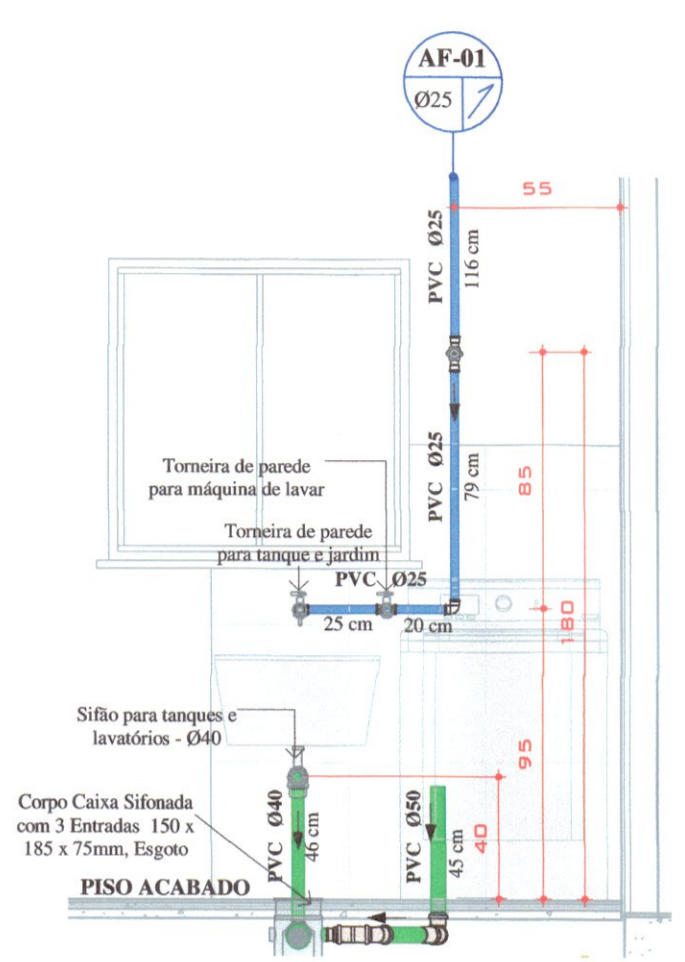 AF-01
Ø25
55
PVC Ø25
116 cm
PVC Ø25
79 cm
85
Torneira de parede
para máquina de lavar
Torneira de parede
para tanque e jardim
PVC Ø25
25 cm
20 cm
180
95
Sifão para tanques e
lavatórios - Ø40
Corpo Caixa Sifonada
com 3 Entradas 150 x
185 x 75mm, Esgoto
PVC Ø40
46 cm
PVC Ø50
45 cm
40
PISO ACABADO